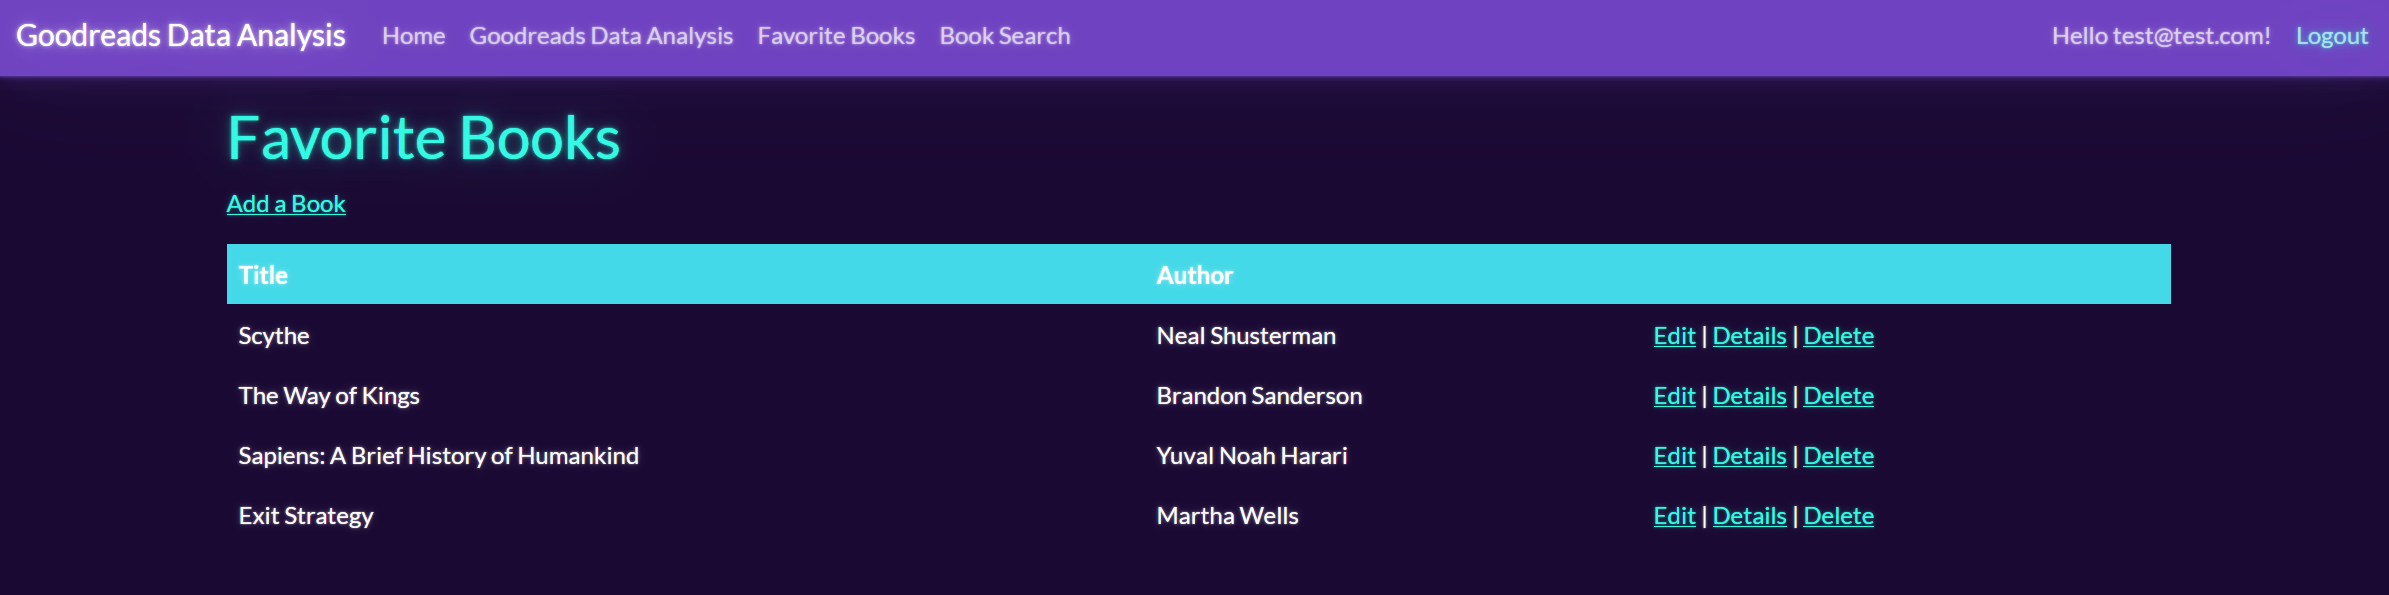 Goodreads Data Analysis Home Goodreads Data Analysis Favorite Books Book Search Hello test@test.com! Logout
Favorite Books
Add a Book
Title Author
Scythe Neal Shusterman Edit | Details | Delete
The Way of Kings Brandon Sanderson Edit | Details | Delete
Sapiens: A Brief History of Humankind Yuval Noah Harari Edit | Details | Delete
Exit Strategy Martha Wells Edit | Details | Delete